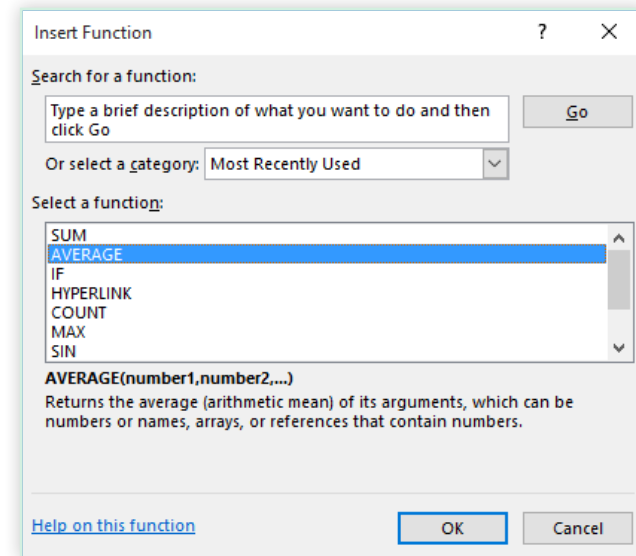 Insert Function ?
Search for a function:
Type a brief description of what you want to do and then
click Go
Go
Or select a category: Most Recently Used
Select a function:
SUM
AVERAGE
IF
HYPERLINK
COUNT
MAX
SIN
AVERAGE(number1,number2,...)
Returns the average (arithmetic mean) of its arguments, which can be
numbers or names, arrays, or references that contain numbers.
Help on this function
OK
Cancel